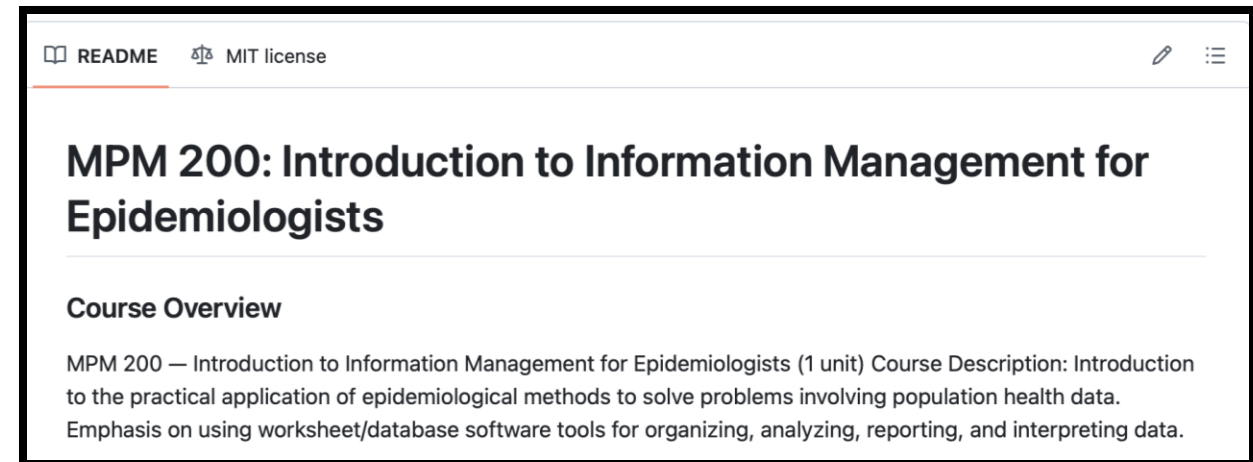 README MIT license
MPM 200: Introduction to Information Management for
Epidemiologists
Course Overview
MPM 200 — Introduction to Information Management for Epidemiologists (1 unit) Course Description: Introduction
to the practical application of epidemiological methods to solve problems involving population health data.
Emphasis on using worksheet/database software tools for organizing, analyzing, reporting, and interpreting data.